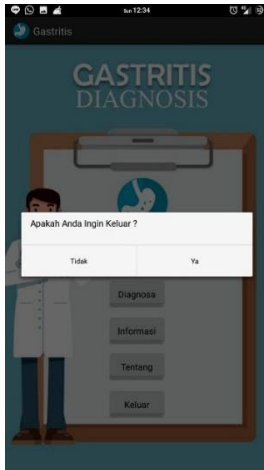 12:34
Gastritis
GASTRITIS
DIAGNOSIS
Apakah Anda Ingin Keluar ?
Tidak Ya
Diagnosa
Informasi
Tentang
Keluar